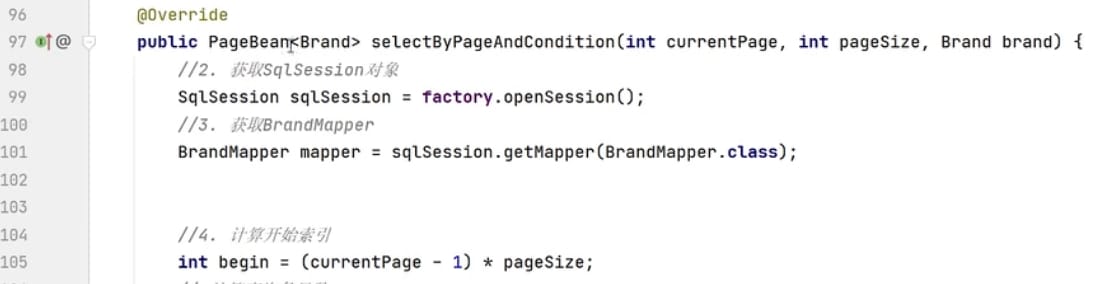 96 @Override
97 @ public PageBean<Brand> selectByPageAndCondition(int currentPage, int pageSize, Brand brand) {
98 //2. 获取SqlSession对象
99 SqlSession sqlSession = factory.openSession();
100 //3. 获取BrandMapper
101 BrandMapper mapper = sqlSession.getMapper(BrandMapper.class);
102
103
104 //4. 计算开始索引
105 int begin = (currentPage - 1) * pageSize;